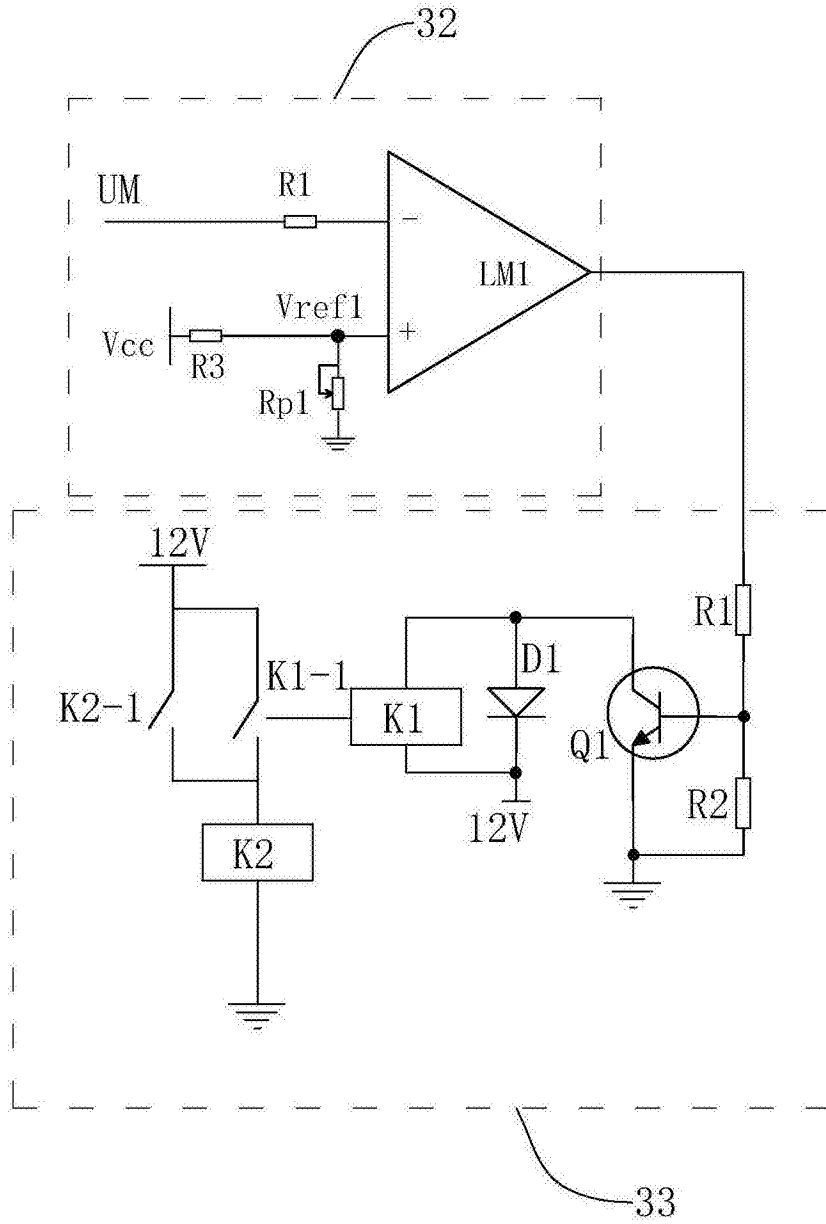 32
UM
R1
-
LM1
Vref1
+
Vcc
R3
Rp1
12V
R1
K1-1
D1
K2-1
K1
Q1
R2
12V
K2
33